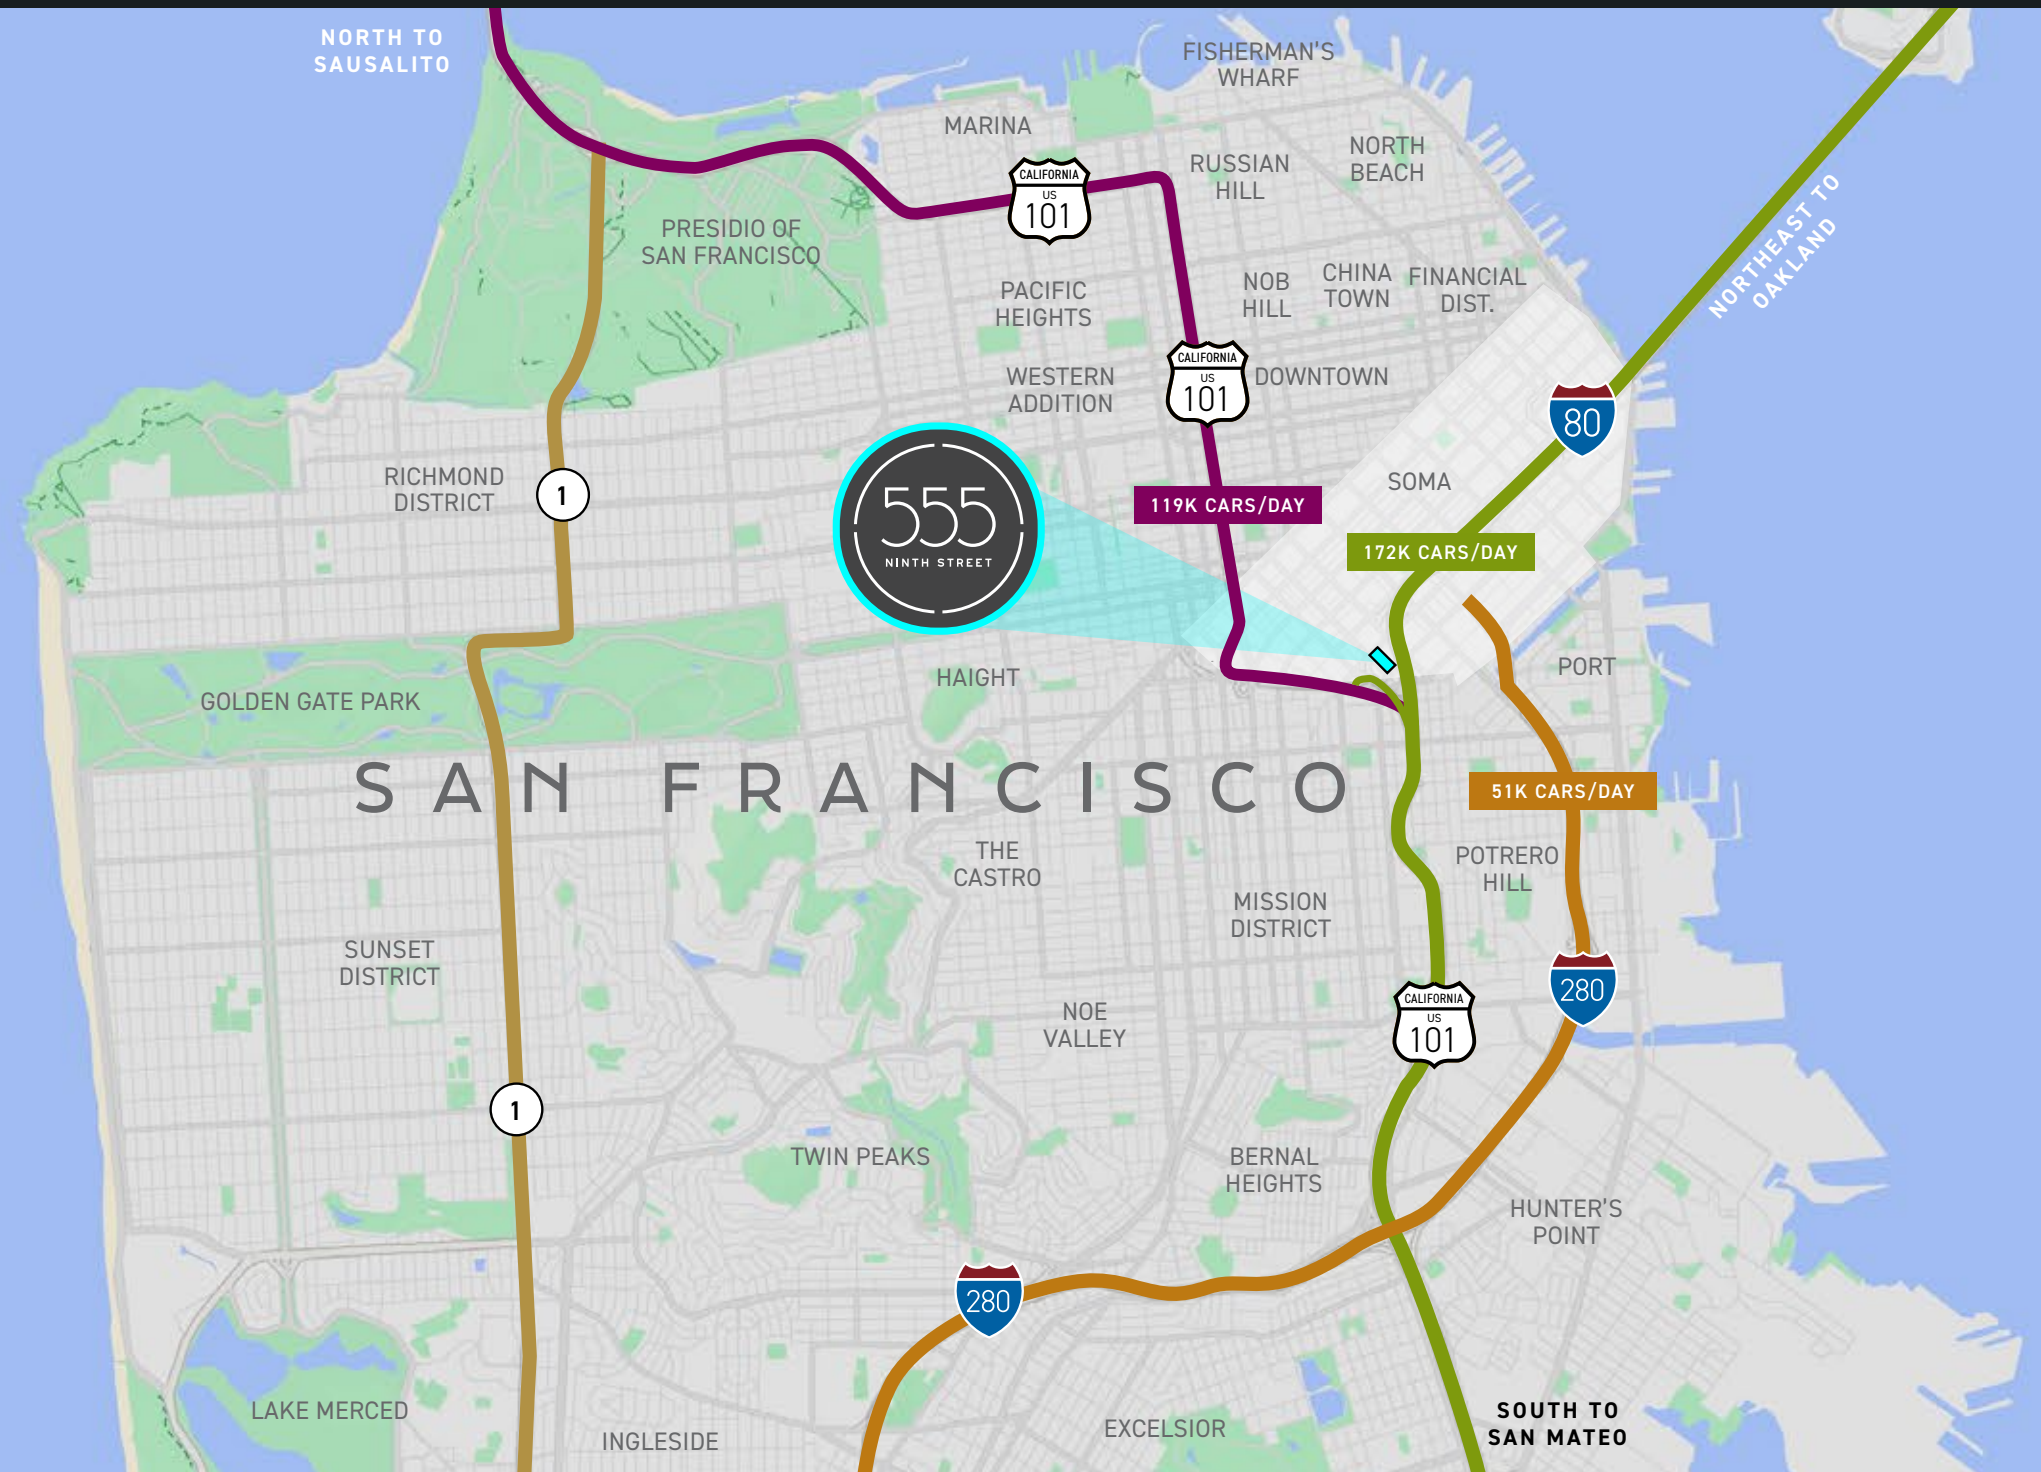 NORTH TO
SAUSALITO
FISHERMAN'S
WHARF
MARINA
NORTH
BEACH
RUSSIAN
HILL
CALIFORNIA
US
101
PRESIDIO OF
SAN FRANCISCO
NORTHEAST TO
OAKLAND
PACIFIC
HEIGHTS
NOB
HILL
CHINA
TOWN
FINANCIAL
DIST.
CALIFORNIA
US
101
WESTERN
ADDITION
DOWNTOWN
80
RICHMOND
DISTRICT
1
555
NINTH STREET
119K CARS/DAY
SOMA
172K CARS/DAY
HAIGHT
PORT
GOLDEN GATE PARK
SAN FRANCISCO
51K CARS/DAY
THE
CASTRO
POTRERO
HILL
MISSION
DISTRICT
SUNSET
DISTRICT
280
NOE
VALLEY
CALIFORNIA
US
101
1
TWIN PEAKS
BERNAL
HEIGHTS
HUNTER'S
POINT
280
LAKE MERCED
INGLESIDE
EXCELSIOR
SOUTH TO
SAN MATEO